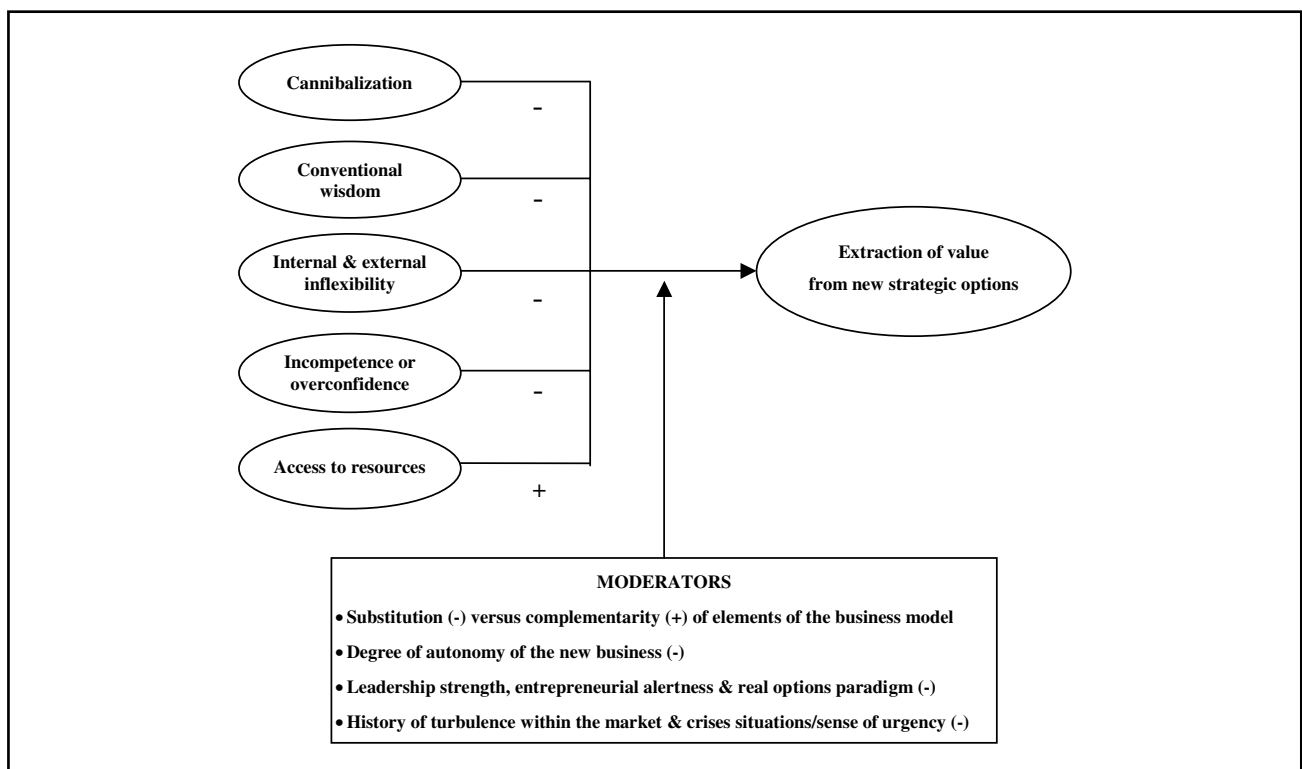 Cannibalization
-
Conventional
wisdom
-
Internal & external
inflexibility
-
Incompetence or
overconfidence
-
Access to resources
+
Extraction of value
from new strategic options
MODERATORS
• Substitution (-) versus complementarity (+) of elements of the business model
• Degree of autonomy of the new business (-)
• Leadership strength, entrepreneurial alertness & real options paradigm (-)
• History of turbulence within the market & crises situations/sense of urgency (-)